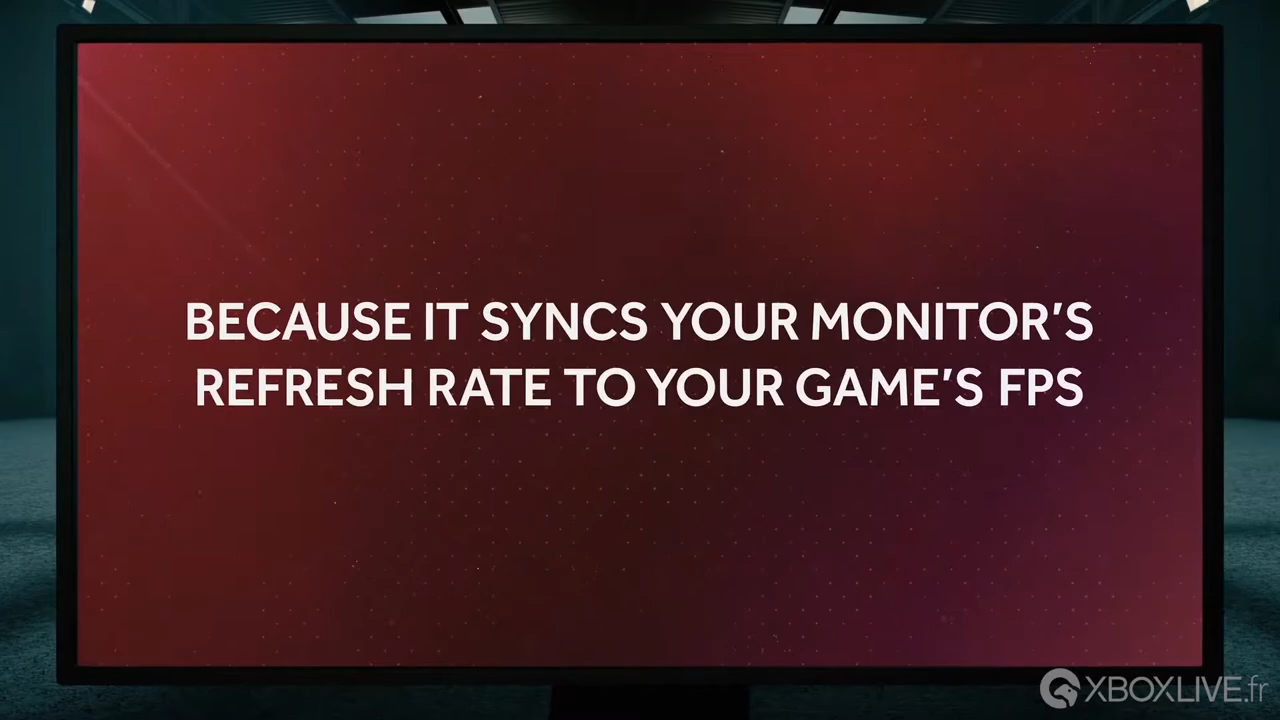 BECAUSE IT SYNCS YOUR MONITOR’S
REFRESH RATE TO YOUR GAME’S FPS
XBOXLIVE.fr